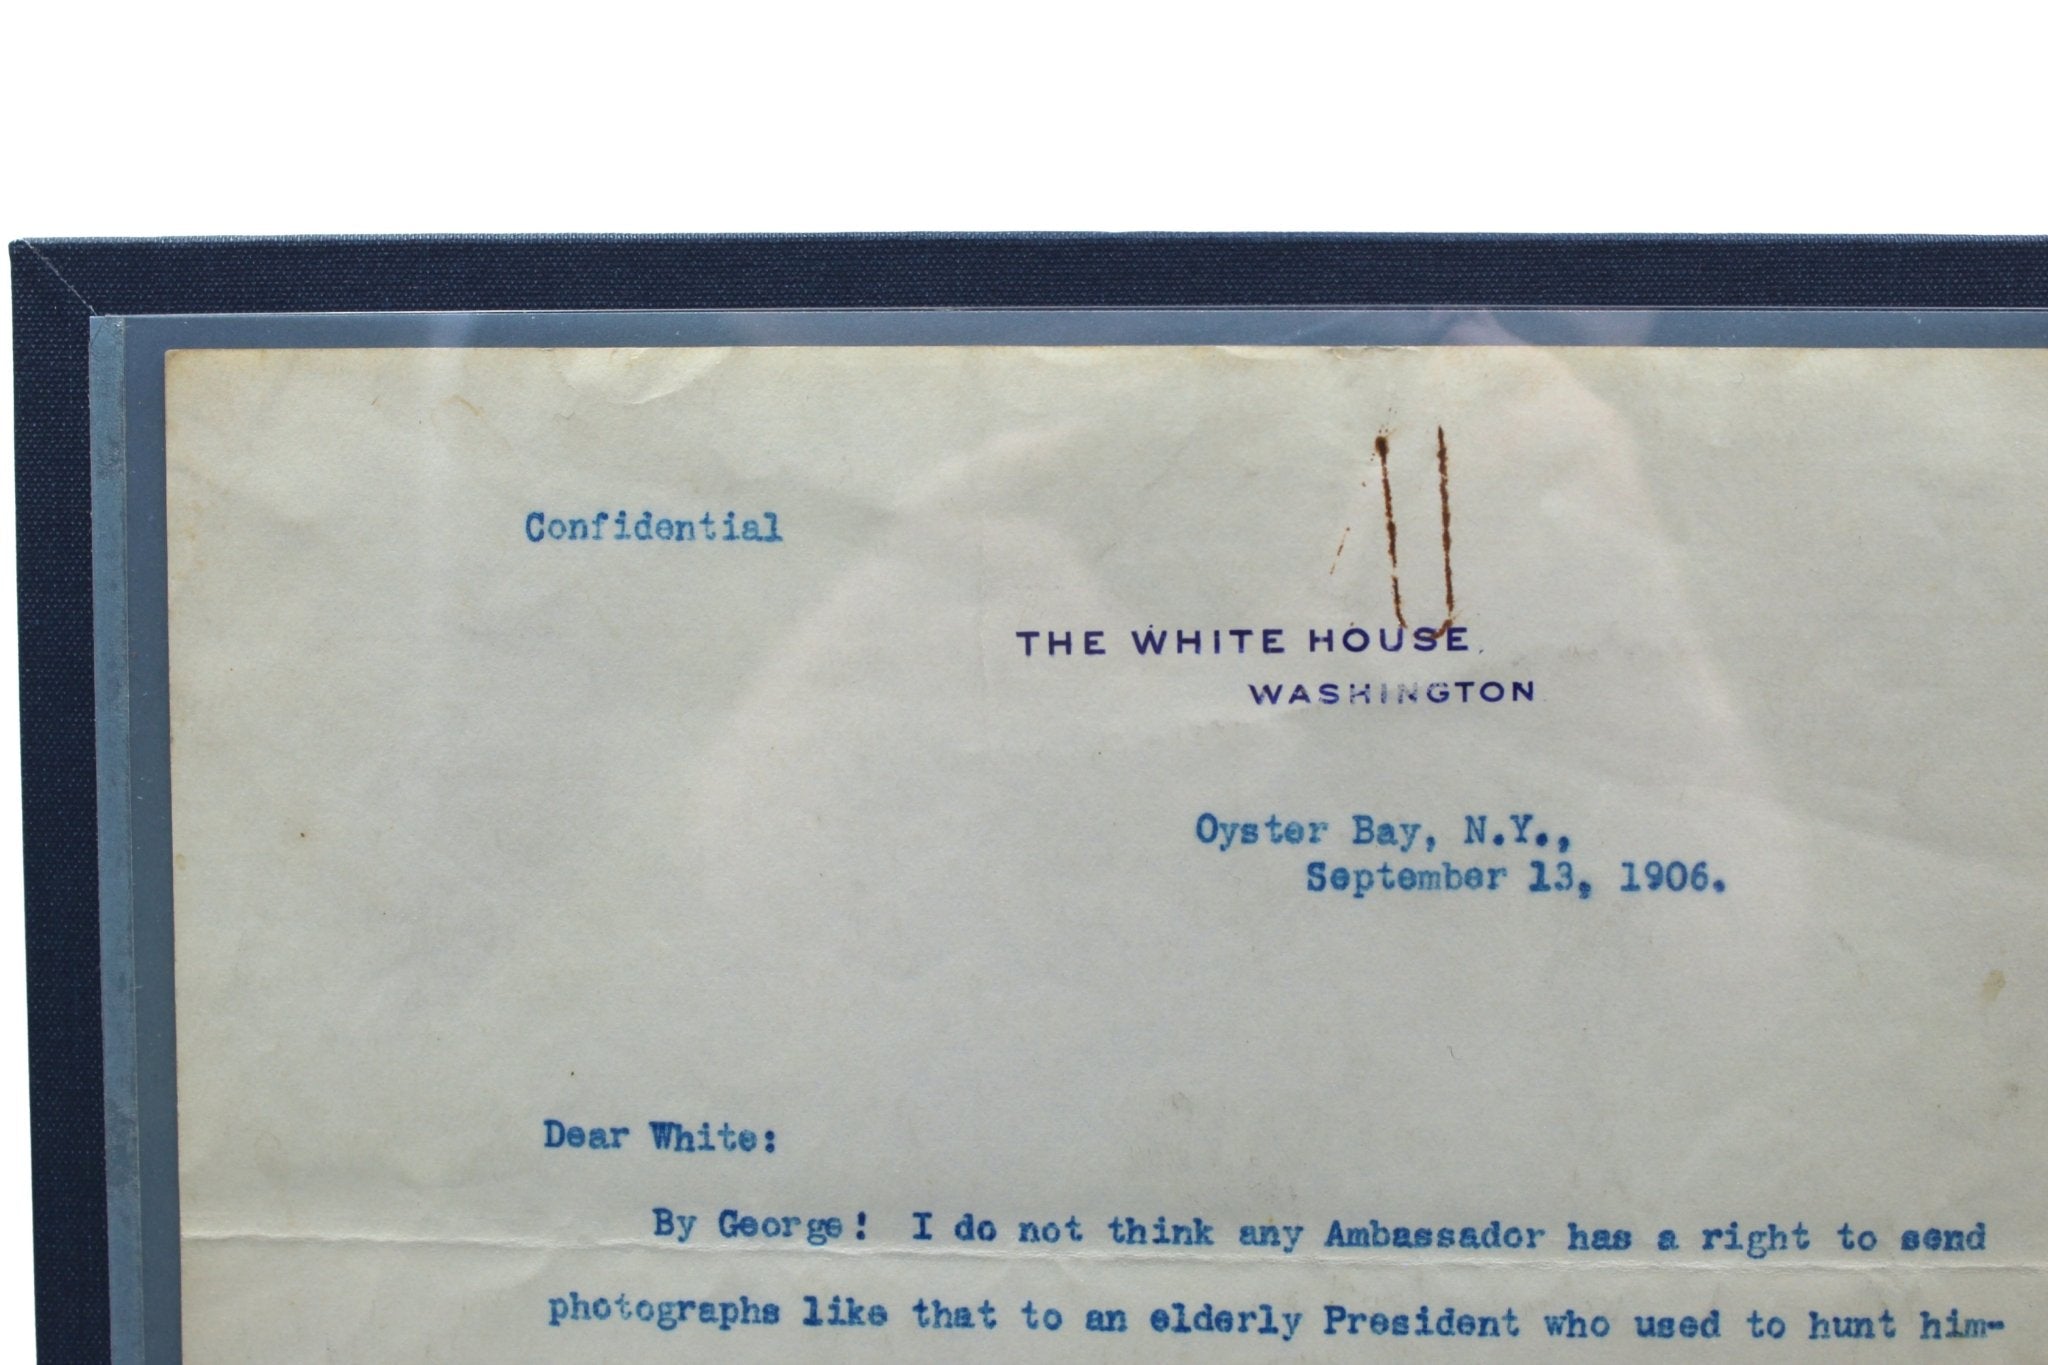 Confidential
THE WHITE HOUSE.
WASHINGTON.
Oyster Bay, N.Y.,
September 13, 1906.
Dear White:
By George! I do not think any Ambassador has a right to send
photographs like that to an elderly President who used to hunt him-